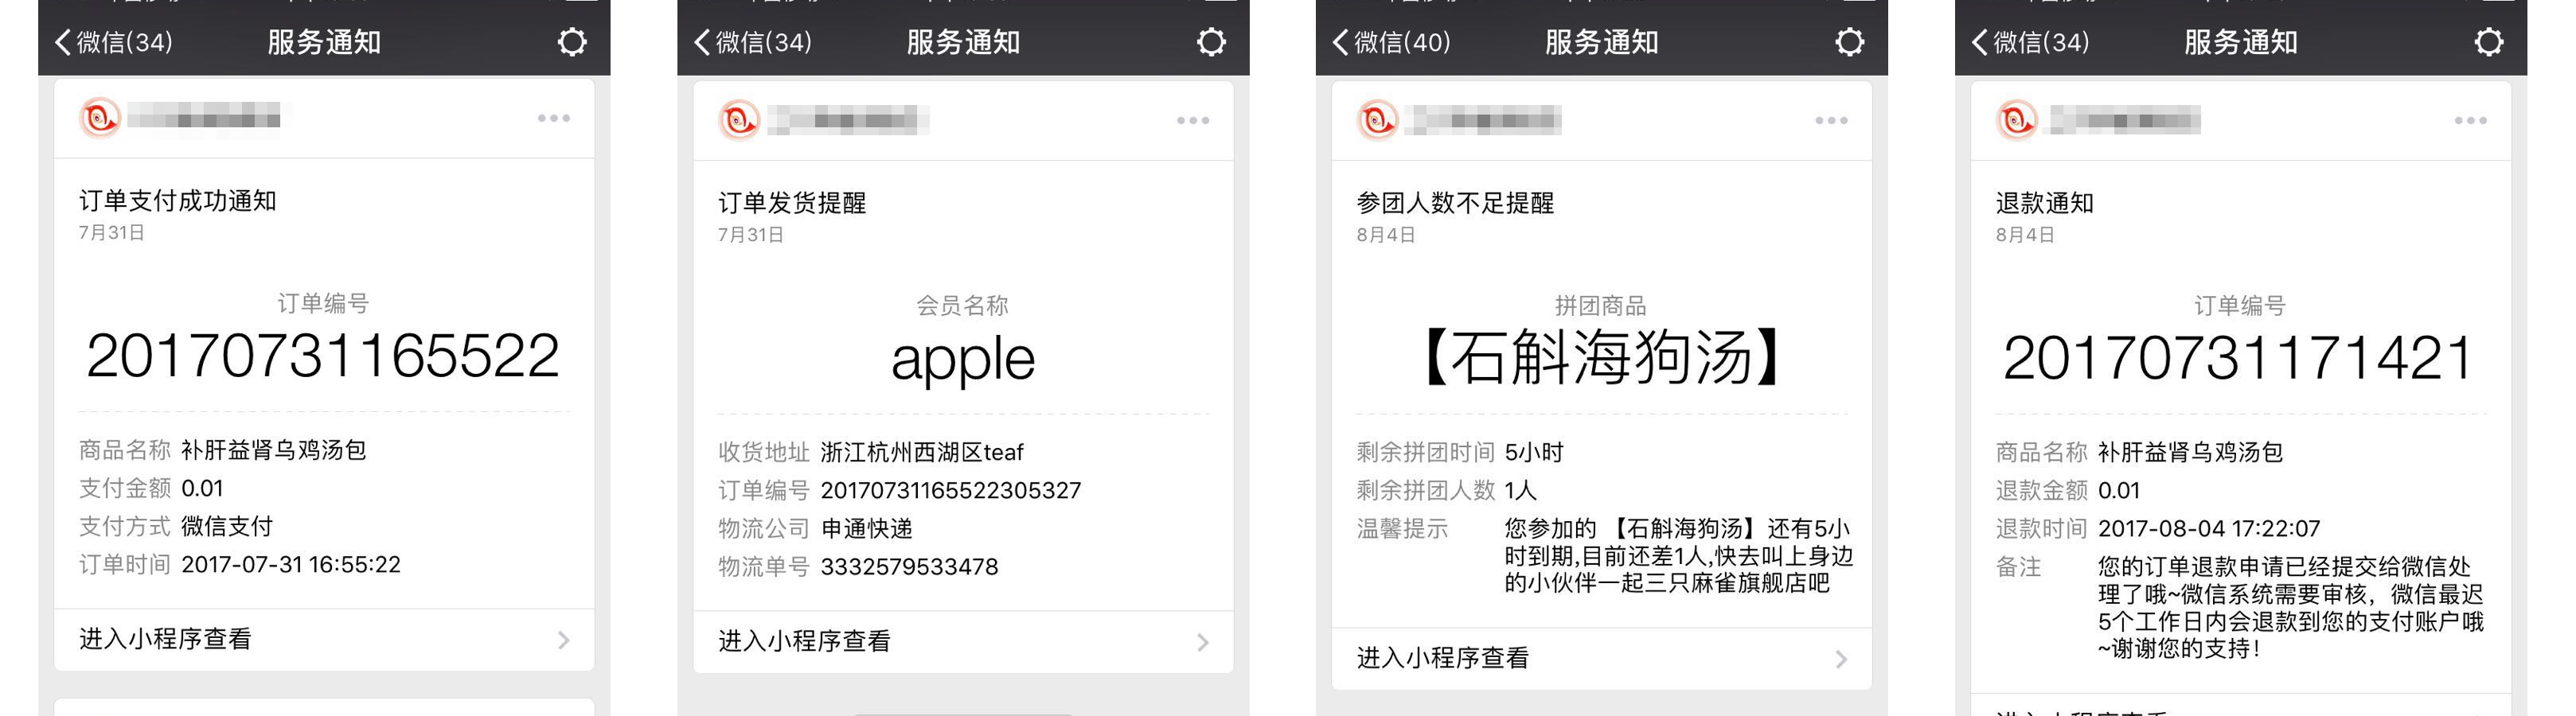 微信(34)
服务通知
订单支付成功通知
7月31日
订单编号
20170731165522
商品名称 补肝益肾乌鸡汤包
支付金额 0.01
支付方式 微信支付
订单时间 2017-07-31 16:55:22
进入小程序查看
微信(34)
服务通知
订单发货提醒
7月31日
会员名称
apple
收货地址 浙江杭州西湖区teaf
订单编号 20170731165522305327
物流公司 申通快递
物流单号 3332579533478
进入小程序查看
微信(40)
服务通知
参团人数不足提醒
8月4日
拼团商品
【石斛海狗汤】
剩余拼团时间 5小时
剩余拼团人数 1人
温馨提示 您参加的 【石斛海狗汤】还有5小
时到期,目前还差1人,快去叫上身边
的小伙伴一起三只麻雀旗舰店吧
进入小程序查看
微信(34)
服务通知
退款通知
8月4日
订单编号
20170731171421
商品名称 补肝益肾乌鸡汤包
退款金额 0.01
退款时间 2017-08-04 17:22:07
备注 您的订单退款申请已经提交给微信处
理了哦~微信系统需要审核，微信最迟
5个工作日内会退款到您的支付账户哦
~谢谢您的支持！